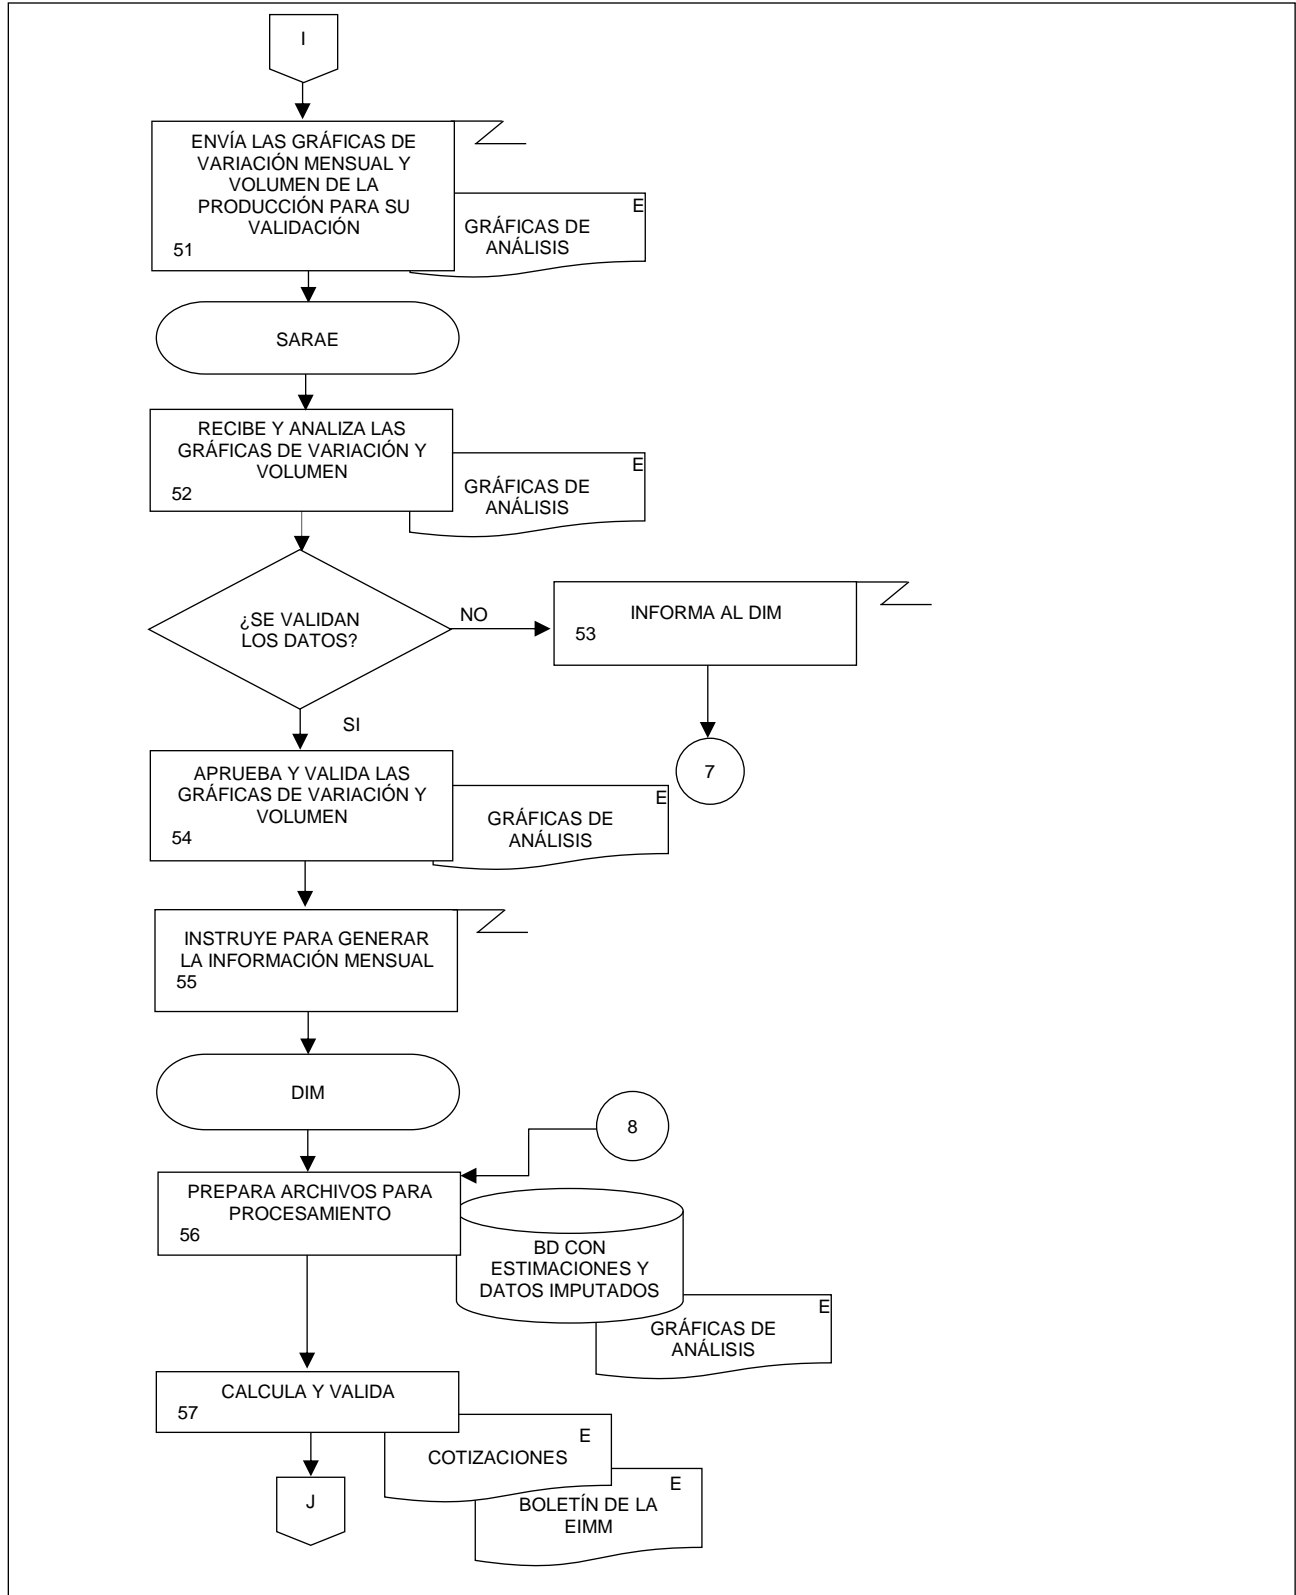 I
ENVÍA LAS GRÁFICAS DE
VARIACIÓN MENSUAL Y
VOLUMEN DE LA
PRODUCCIÓN PARA SU
VALIDACIÓN
51
E
GRÁFICAS DE
ANÁLISIS
SARAE
RECIBE Y ANALIZA LAS
GRÁFICAS DE VARIACIÓN Y
VOLUMEN
52
E
GRÁFICAS DE
ANÁLISIS
¿SE VALIDAN
LOS DATOS?
NO
INFORMA AL DIM
53
7
SI
APRUEBA Y VALIDA LAS
GRÁFICAS DE VARIACIÓN Y
VOLUMEN
54
E
GRÁFICAS DE
ANÁLISIS
INSTRUYE PARA GENERAR
LA INFORMACIÓN MENSUAL
55
DIM
8
PREPARA ARCHIVOS PARA
PROCESAMIENTO
56
BD CON
ESTIMACIONES Y
DATOS IMPUTADOS
E
GRÁFICAS DE
ANÁLISIS
CALCULA Y VALIDA
57
E
COTIZACIONES
E
BOLETÍN DE LA
EIMM
J